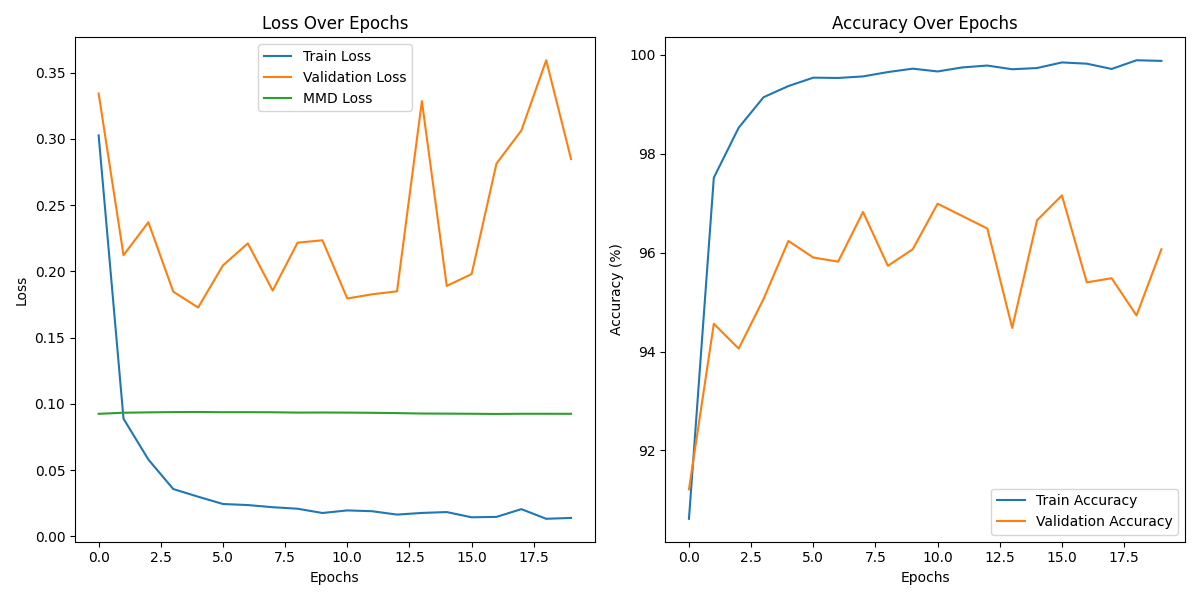 Loss Over Epochs
Train Loss
Validation Loss
MMD Loss
Loss
0.35
0.30
0.25
0.20
0.15
0.10
0.05
0.00
0.0 2.5 5.0 7.5 10.0 12.5 15.0 17.5
Epochs
Accuracy Over Epochs
Accuracy (%)
100
98
96
94
92
Train Accuracy
Validation Accuracy
0.0 2.5 5.0 7.5 10.0 12.5 15.0 17.5
Epochs